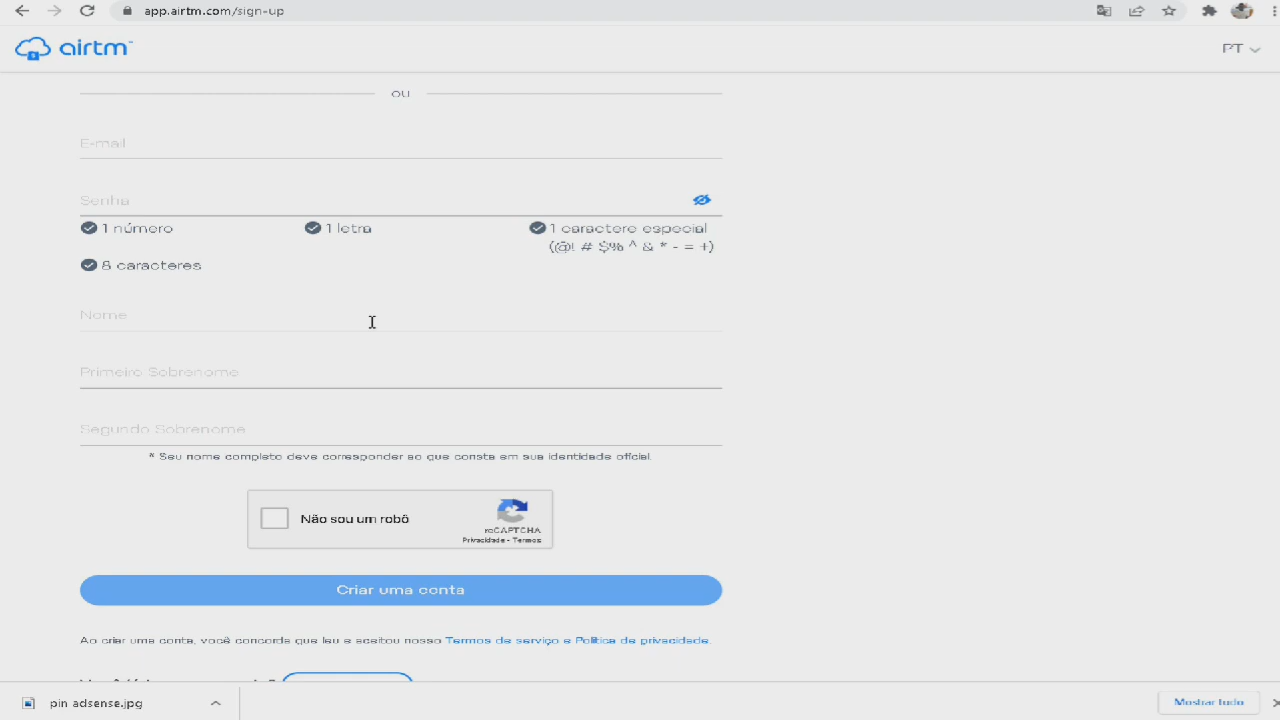 app.airtm.com/sign-up
airtm™
PT
ou
E-mail
Senha
1 número
1 letra
1 caractere especial
(@! # $% ^ & * - = +)
8 caracteres
Nome
Primeiro Sobrenome
Segundo Sobrenome
* Seu nome completo deve corresponder ao que consta em sua identidade oficial.
Não sou um robô
reCAPTCHA
Privacidade - Termos
Criar uma conta
Ao criar uma conta, você concorda que leu e aceitou nosso Termos de serviço e Política de privacidade.
pin adsense.jpg
Mostrar tudo